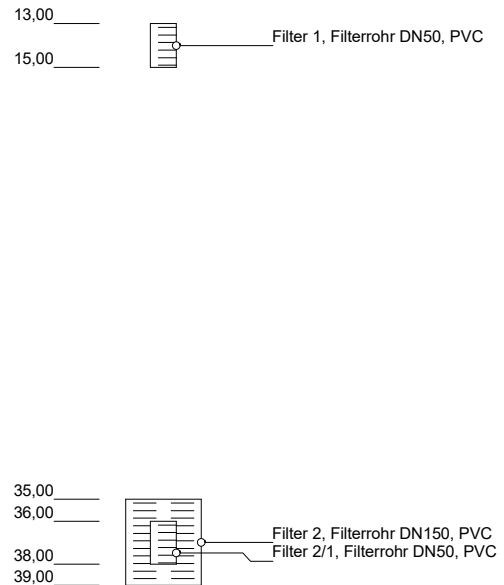 13,00
Filter 1, Filterrohr DN50, PVC
15,00
35,00
36,00
Filter 2, Filterrohr DN150, PVC
Filter 2/1, Filterrohr DN50, PVC
38,00
39,00